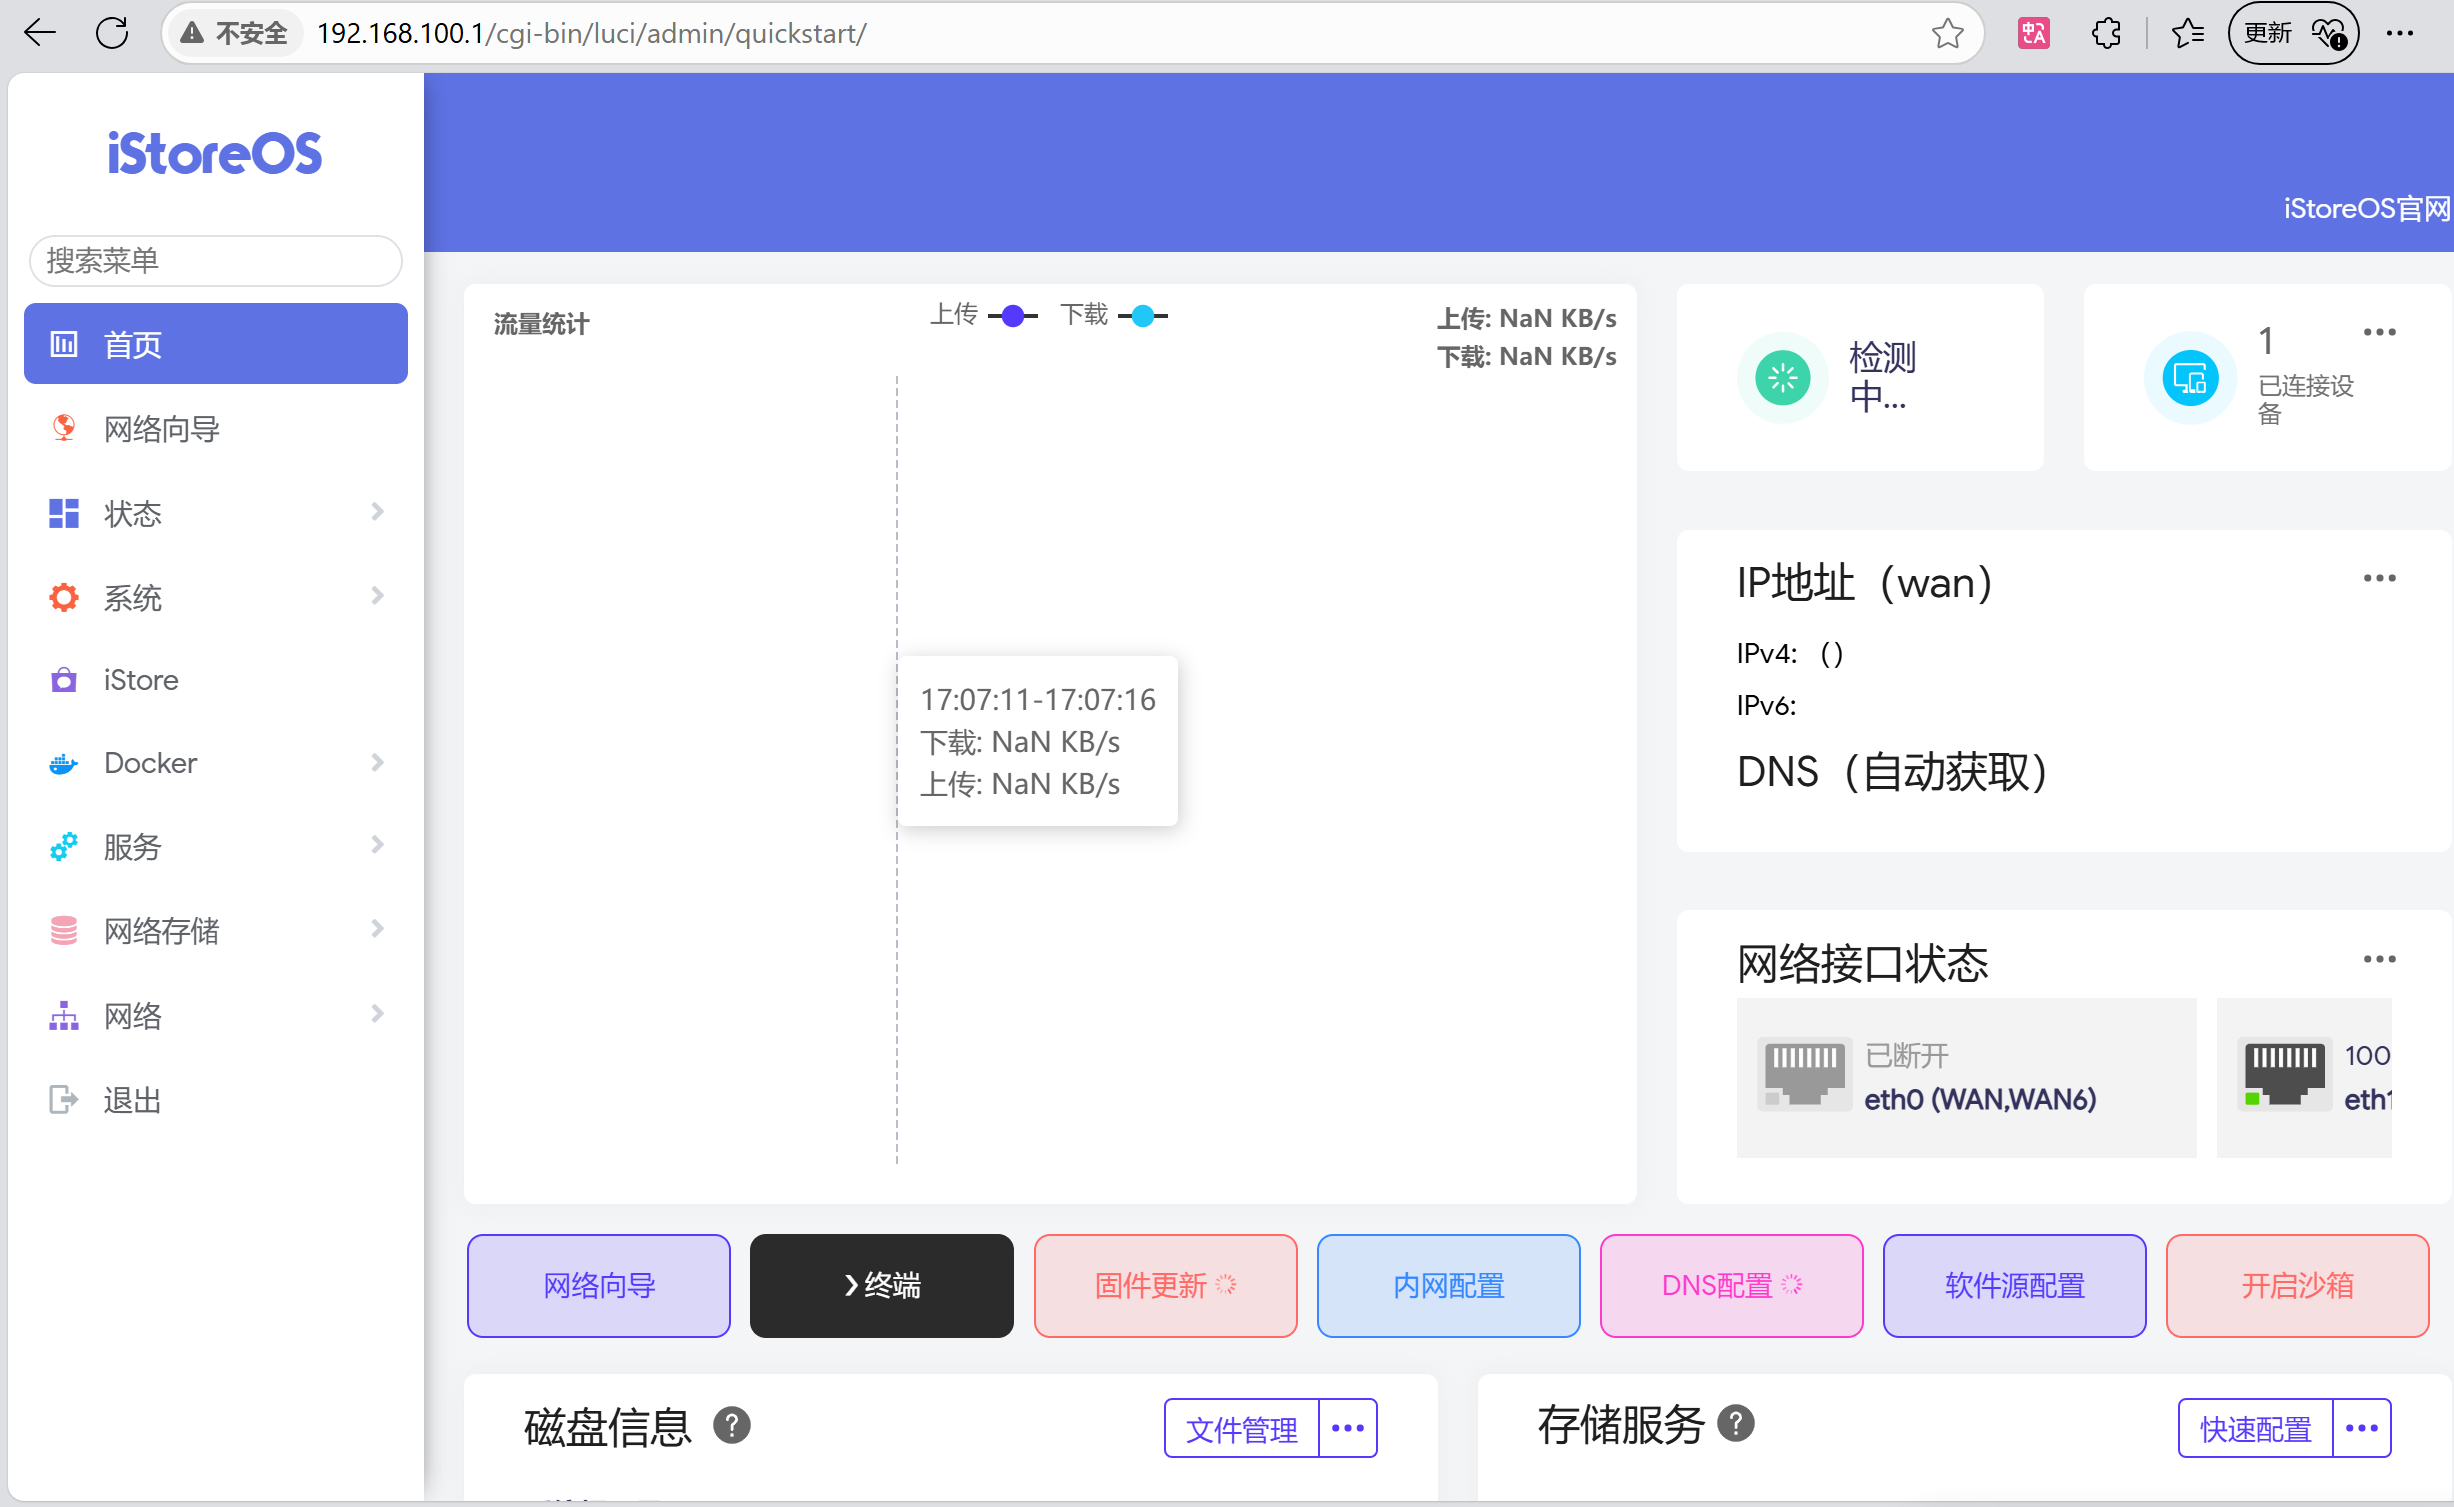 不安全 192.168.100.1/cgi-bin/luci/admin/quickstart/
更新
iStoreOS
搜索菜单
首页
网络向导
状态
系统
iStore
Docker
服务
网络存储
网络
退出
iStoreOS官网
流量统计
上传 下载
上传: NaN KB/s
下载: NaN KB/s
17:07:11-17:07:16
下载: NaN KB/s
上传: NaN KB/s
检测
中...
1
已连接设
备
IP地址（wan）
IPv4: （）
IPv6:
DNS（自动获取）
网络接口状态
已断开
eth0 (WAN,WAN6)
100
eth1
网络向导
终端
固件更新
内网配置
DNS配置
软件源配置
开启沙箱
磁盘信息
文件管理
存储服务
快速配置